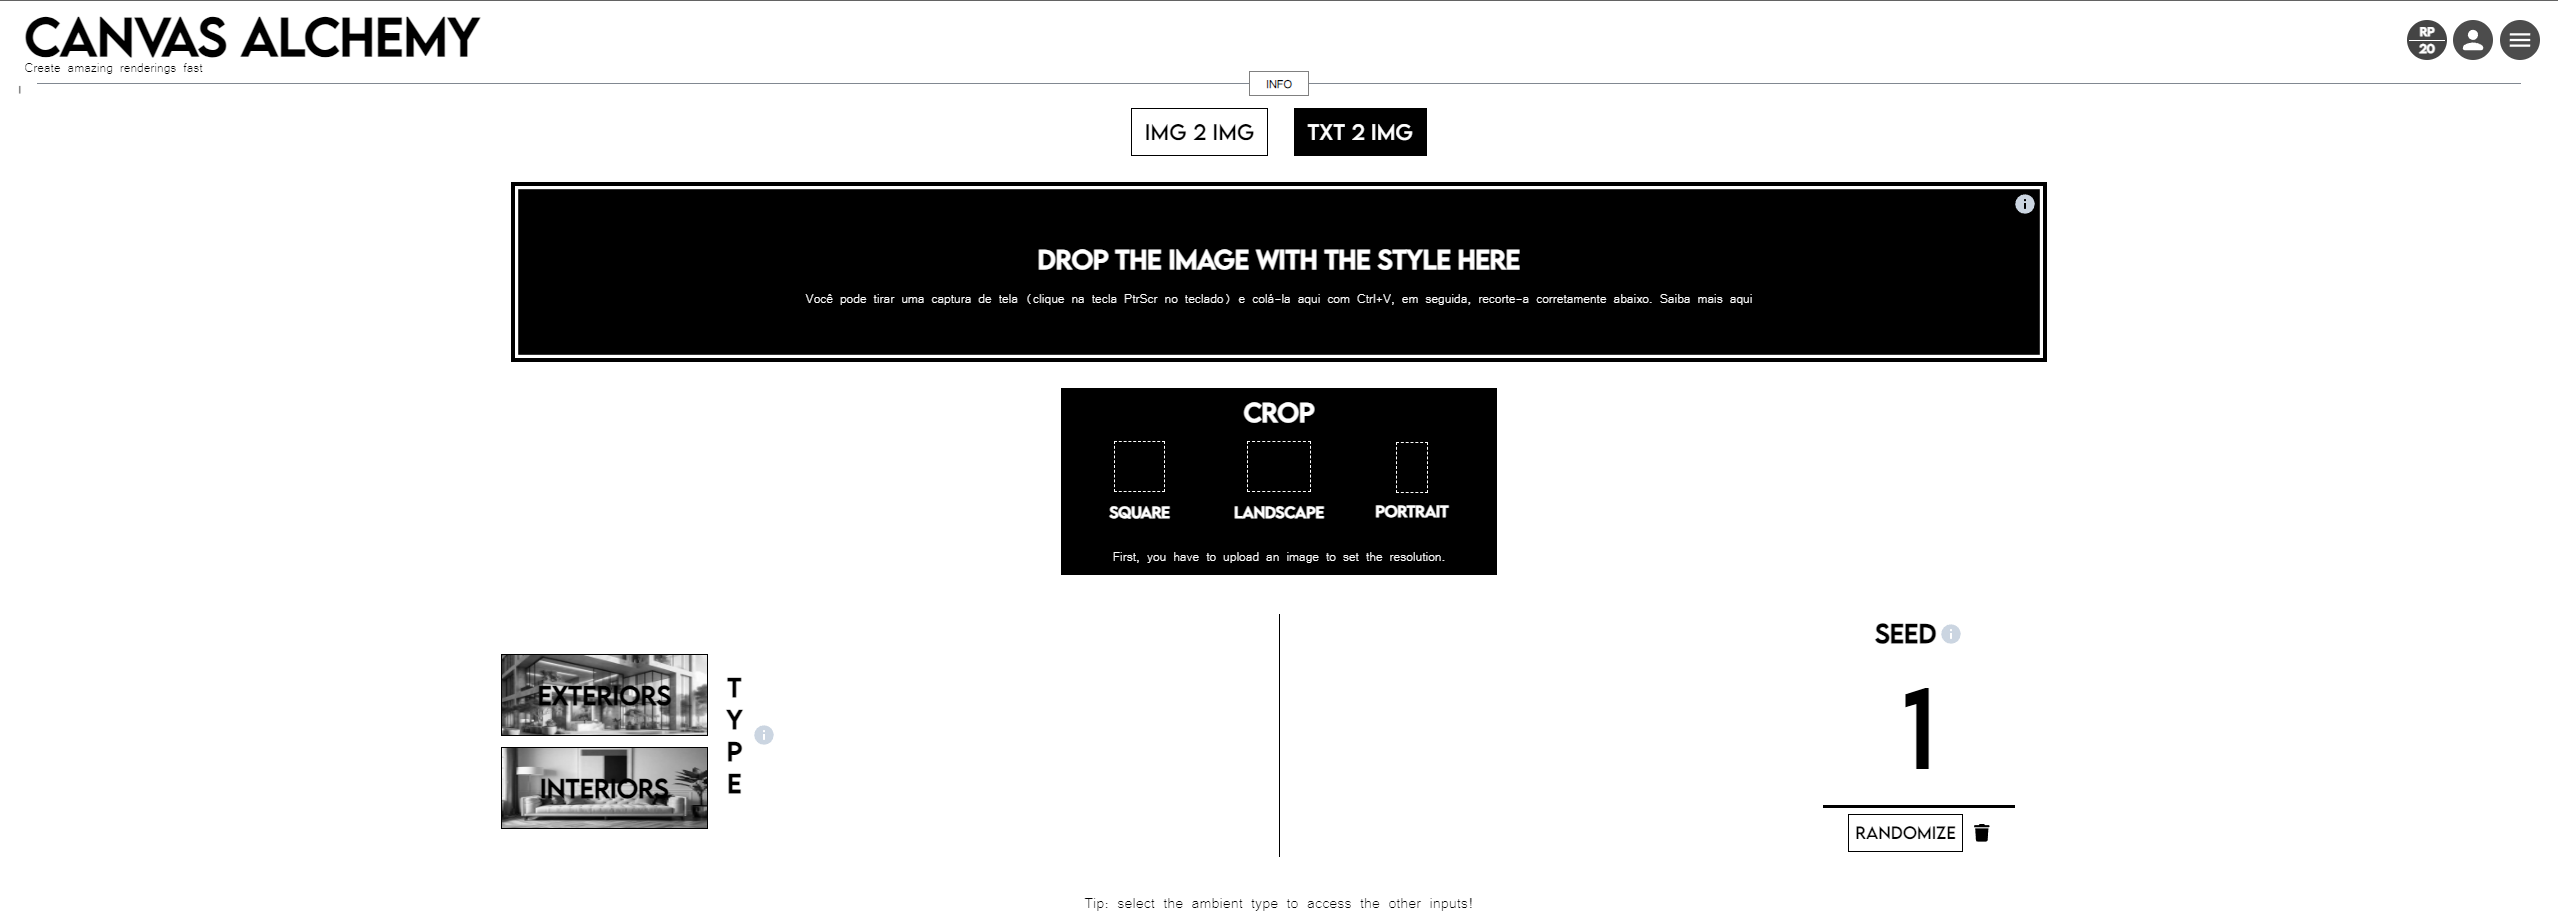 CANVAS ALCHEMY
Create amazing renderings fast
RP
20
INFO
IMG 2 IMG
TXT 2 IMG
DROP THE IMAGE WITH THE STYLE HERE
Você pode tirar uma captura de tela (clique na tecla PtrScr no teclado) e colá-la aqui com Ctrl+V, em seguida, recorte-a corretamente abaixo. Saiba mais aqui
CROP
SQUARE
LANDSCAPE
PORTRAIT
First, you have to upload an image to set the resolution.
EXTERIORS
INTERIORS
TYPE
SEED
1
RANDOMIZE
Tip: select the ambient type to access the other inputs!